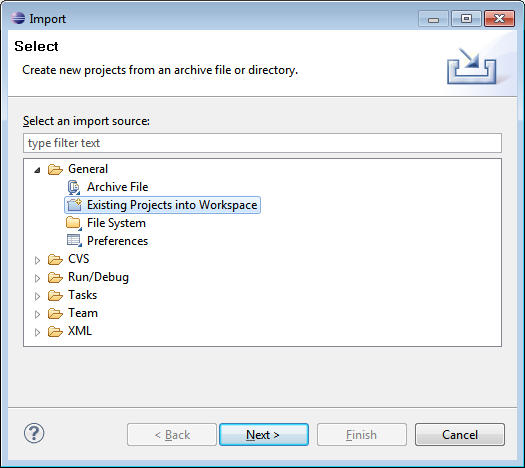 Import
Select
Create new projects from an archive file or directory.
Select an import source:
type filter text
General
Archive File
Existing Projects into Workspace
File System
Preferences
CVS
Run/Debug
Tasks
Team
XML
? < Back Next > Finish Cancel